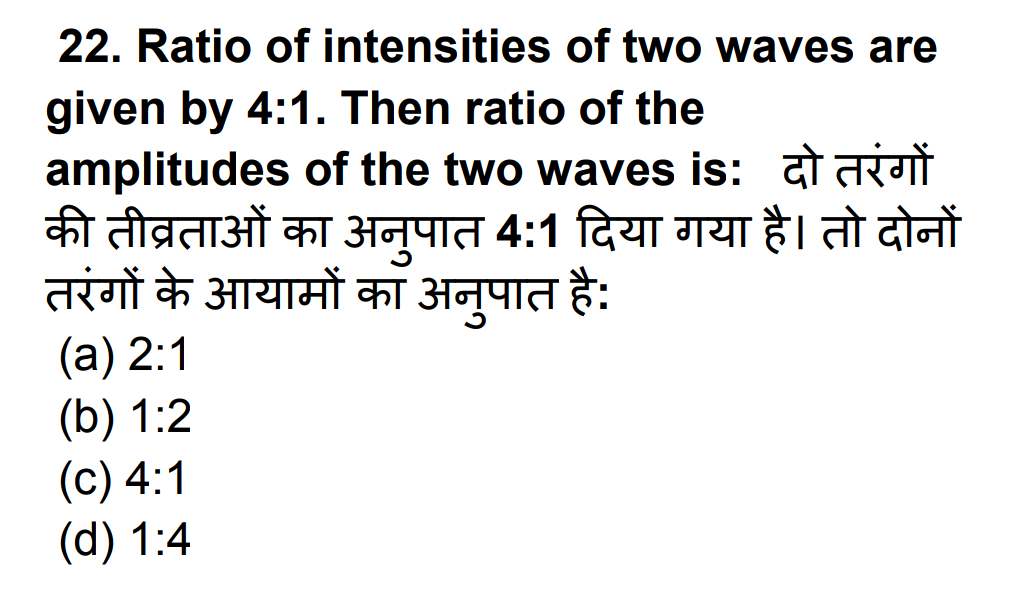 22. Ratio of intensities of two waves are
given by 4:1. Then ratio of the
amplitudes of the two waves is: दो तरंगों
की तीव्रताओं का अनुपात 4:1 दिया गया है। तो दोनों
तरंगों के आयामों का अनुपात है:
(a) 2:1
(b) 1:2
(c) 4:1
(d) 1:4